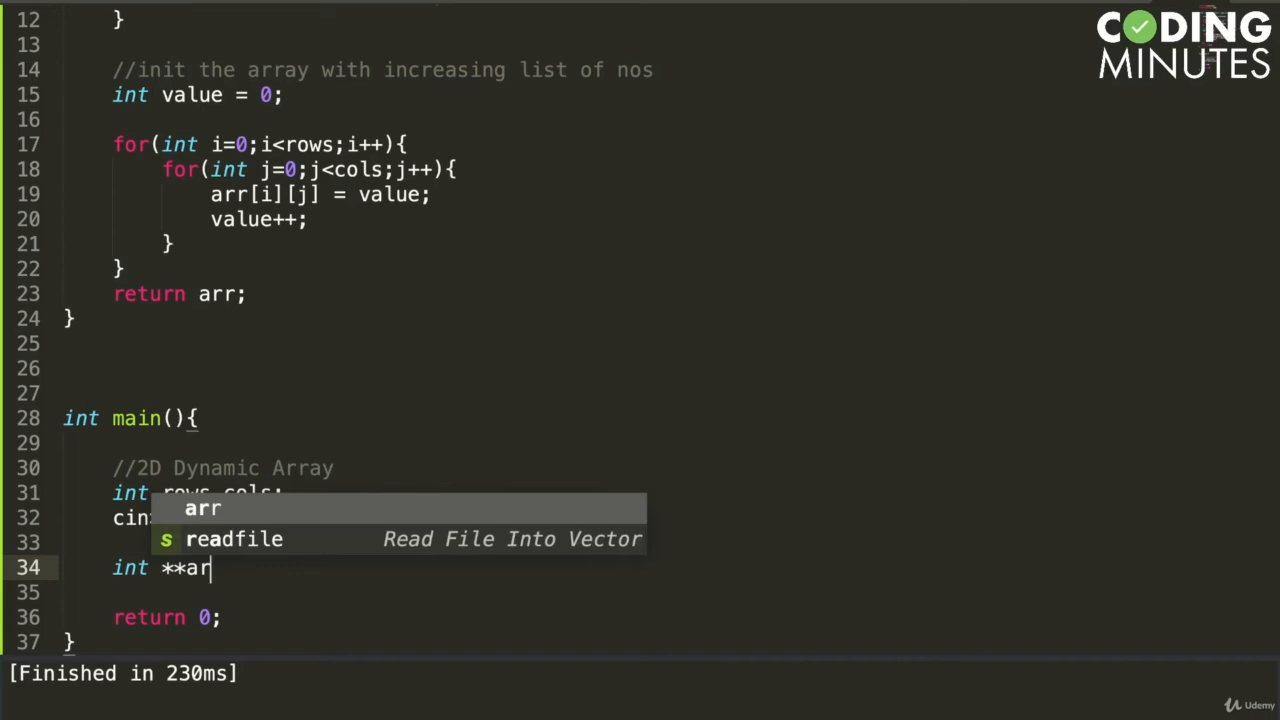 CODING
MINUTES
12 }
13
14 //init the array with increasing list of nos
15 int value = 0;
16
17 for(int i=0;i<rows;i++){
18 for(int j=0;j<cols;j++){
19 arr[i][j] = value;
20 value++;
21 }
22 }
23 return arr;
24 }
25
26
27
28 int main(){
29
30 //2D Dynamic Array
31 int rows,cols;
32 cin
arr
s readfile Read File Into Vector
33
34 int **ar
35
36 return 0;
37 }
[Finished in 230ms]
Udemy